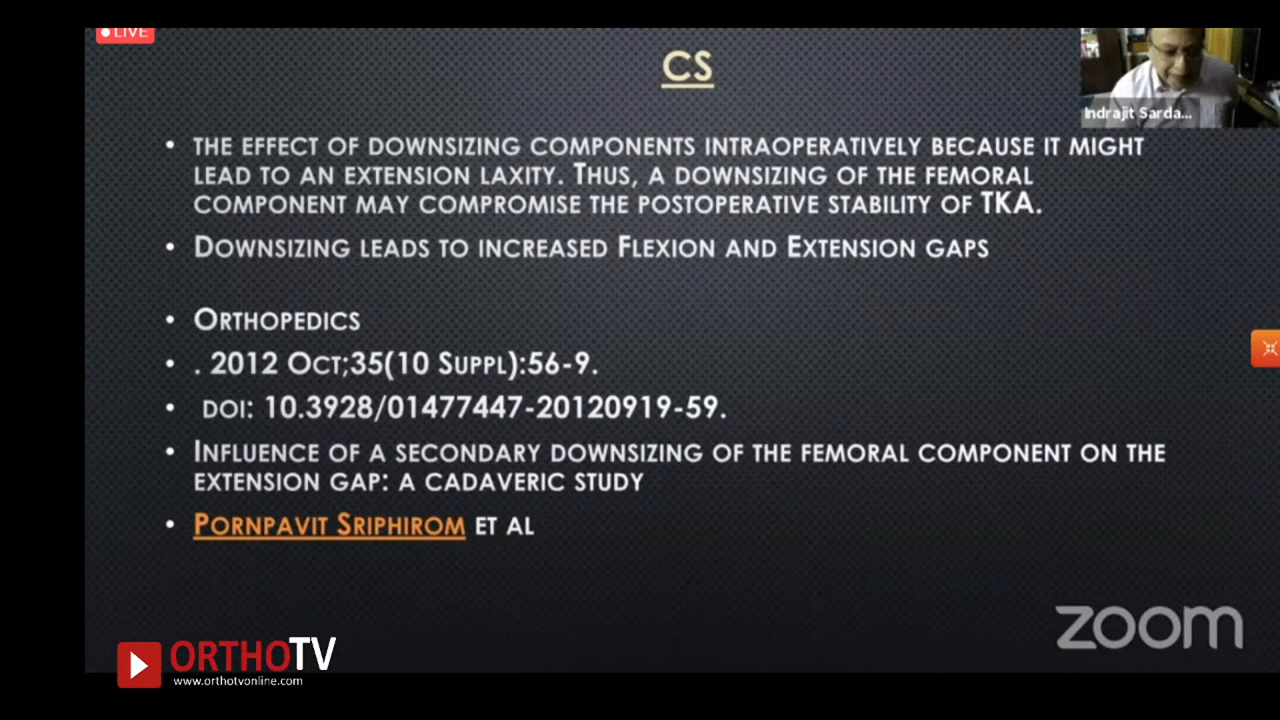 LIVE
CS
Indrajit Sarda...
• THE EFFECT OF DOWNSIZING COMPONENTS INTRAOPERATIVELY BECAUSE IT MIGHT
LEAD TO AN EXTENSION LAXITY. THUS, A DOWNSIZING OF THE FEMORAL
COMPONENT MAY COMPROMISE THE POSTOPERATIVE STABILITY OF TKA.
• DOWNSIZING LEADS TO INCREASED FLEXION AND EXTENSION GAPS
• ORTHOPEDICS
• . 2012 OCT;35(10 SUPPL):56-9.
• DOI: 10.3928/01477447-20120919-59.
• INFLUENCE OF A SECONDARY DOWNSIZING OF THE FEMORAL COMPONENT ON THE
EXTENSION GAP: A CADAVERIC STUDY
• PORNPAVIT SRIPHIROM ET AL
zoom
ORTHOTV
www.orthotvonline.com